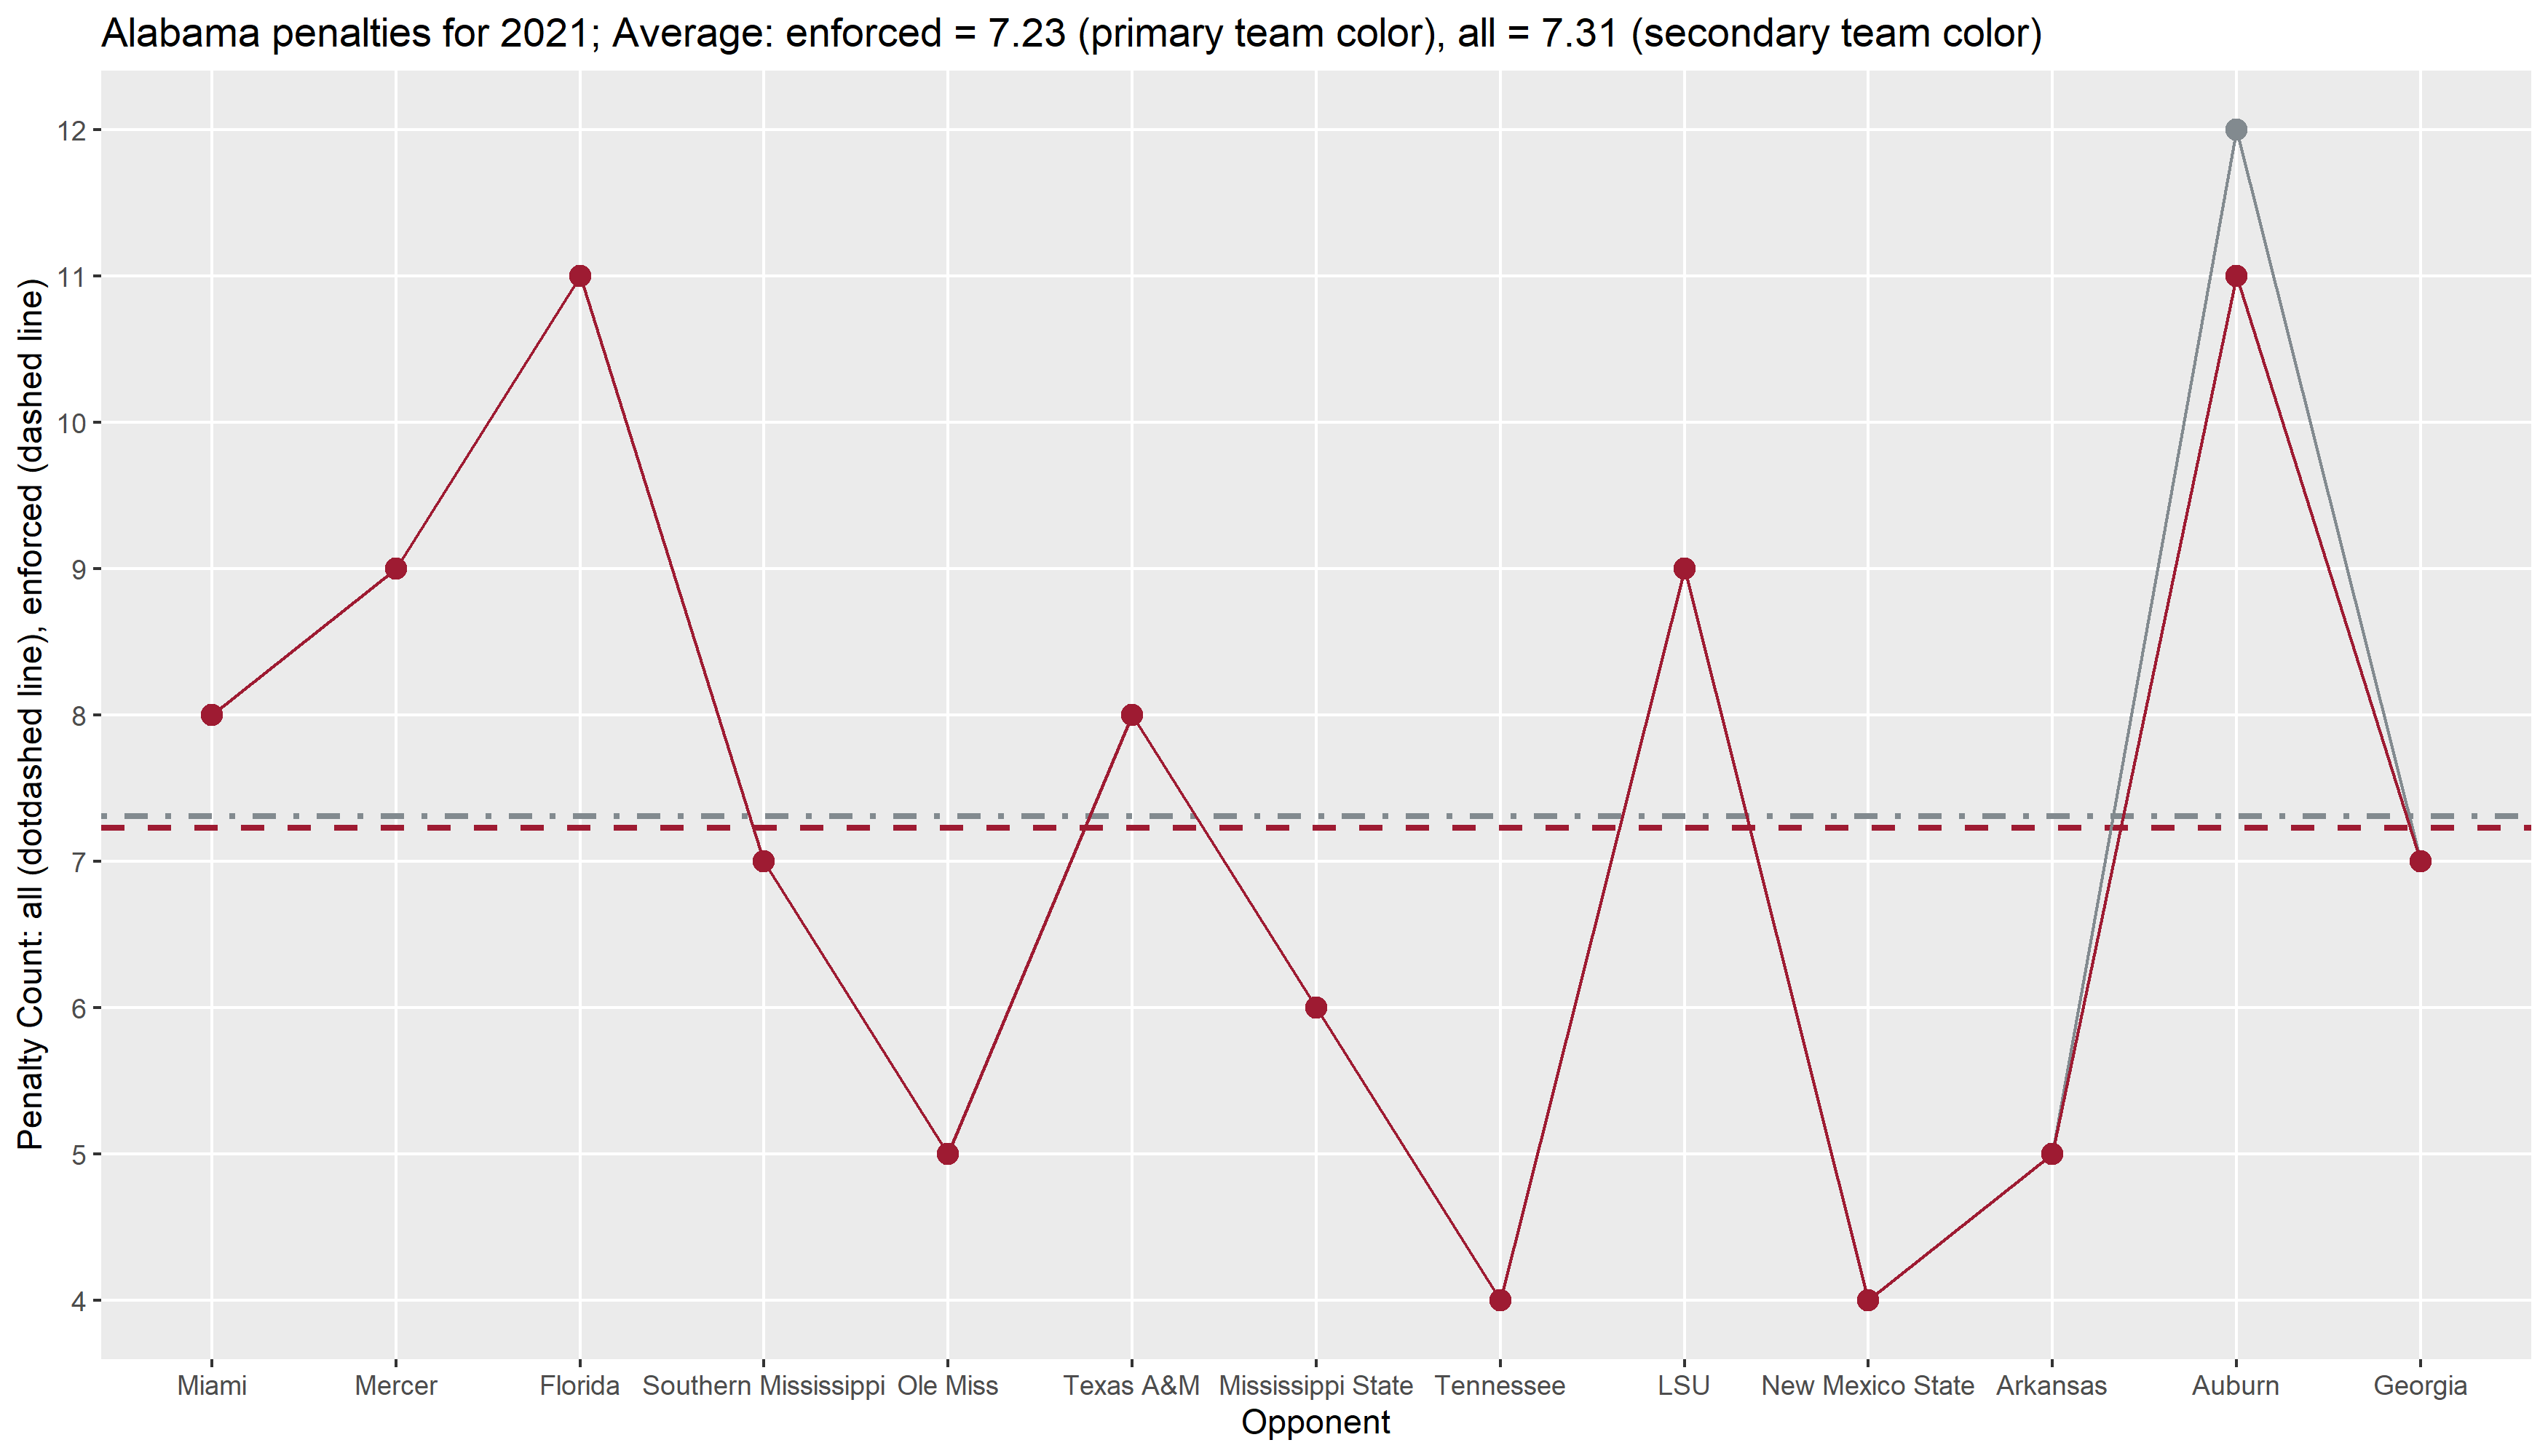 Alabama penalties for 2021; Average: enforced = 7.23 (primary team color), all = 7.31 (secondary team color)
Penalty Count: all (dotdashed line), enforced (dashed line)
12
11
10
9
8
7
6
5
4
Miami Mercer Florida Southern Mississippi Ole Miss Texas A&M Mississippi State Tennessee LSU New Mexico State Arkansas Auburn Georgia
Opponent